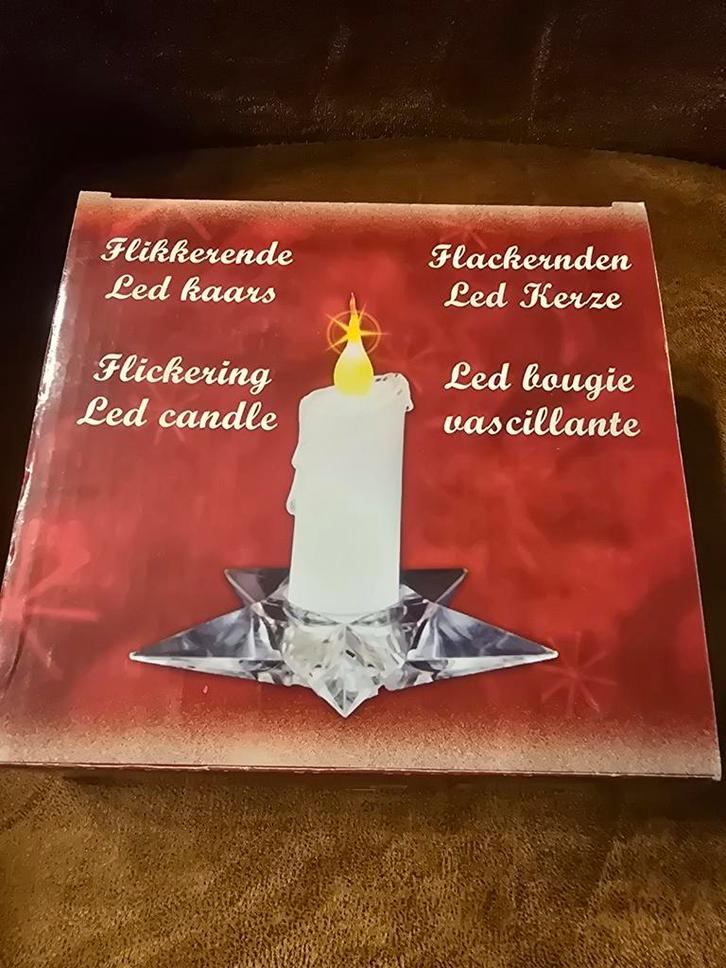 Flikkerende
Led kaars
Flackernden
Led Kerze
Flickering
Led candle
Led bougie
vascillante